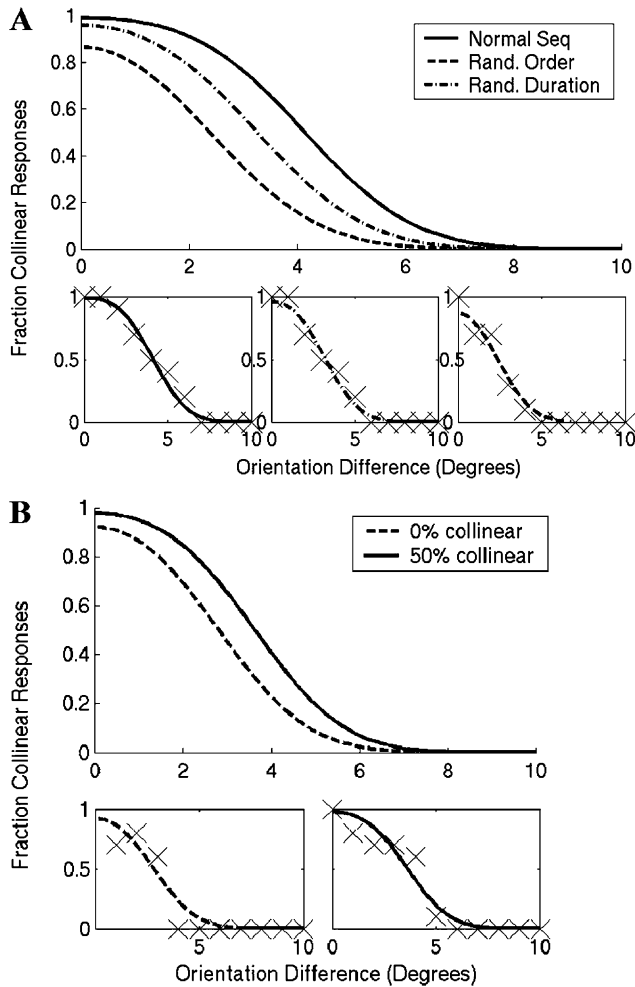 A
1
0.8
0.6
0.4
0.2
0
0 2 4 6 8 10
Normal Seq
Rand. Order
Rand. Duration
Fraction Collinear Responses
1
0.5
0
0 5 10
1
0.5
0
0 5 10
1
0.5
0
0 5 10
Orientation Difference (Degrees)
B
1
0.8
0.6
0.4
0.2
0
0 2 4 6 8 10
0% collinear
50% collinear
Fraction Collinear Responses
1
0.5
0
0 5 10
1
0.5
0
0 5 10
Orientation Difference (Degrees)